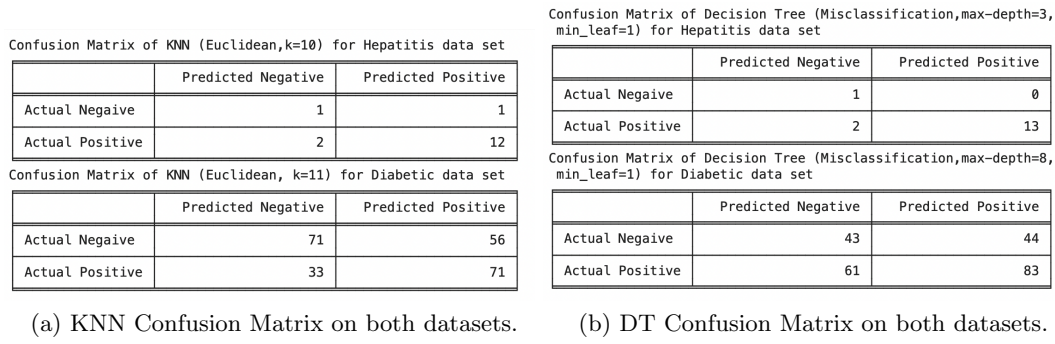 Confusion Matrix of KNN (Euclidean,k=10) for Hepatitis data set
Predicted Negative Predicted Positive
Actual Negaive 1 1
Actual Positive 2 12
Confusion Matrix of KNN (Euclidean, k=11) for Diabetic data set
Predicted Negative Predicted Positive
Actual Negaive 71 56
Actual Positive 33 71
(a) KNN Confusion Matrix on both datasets.
Confusion Matrix of Decision Tree (Misclassification,max-depth=3,
min_leaf=1) for Hepatitis data set
Predicted Negative Predicted Positive
Actual Negaive 1 0
Actual Positive 2 13
Confusion Matrix of Decision Tree (Misclassification,max-depth=8,
min_leaf=1) for Diabetic data set
Predicted Negative Predicted Positive
Actual Negaive 43 44
Actual Positive 61 83
(b) DT Confusion Matrix on both datasets.